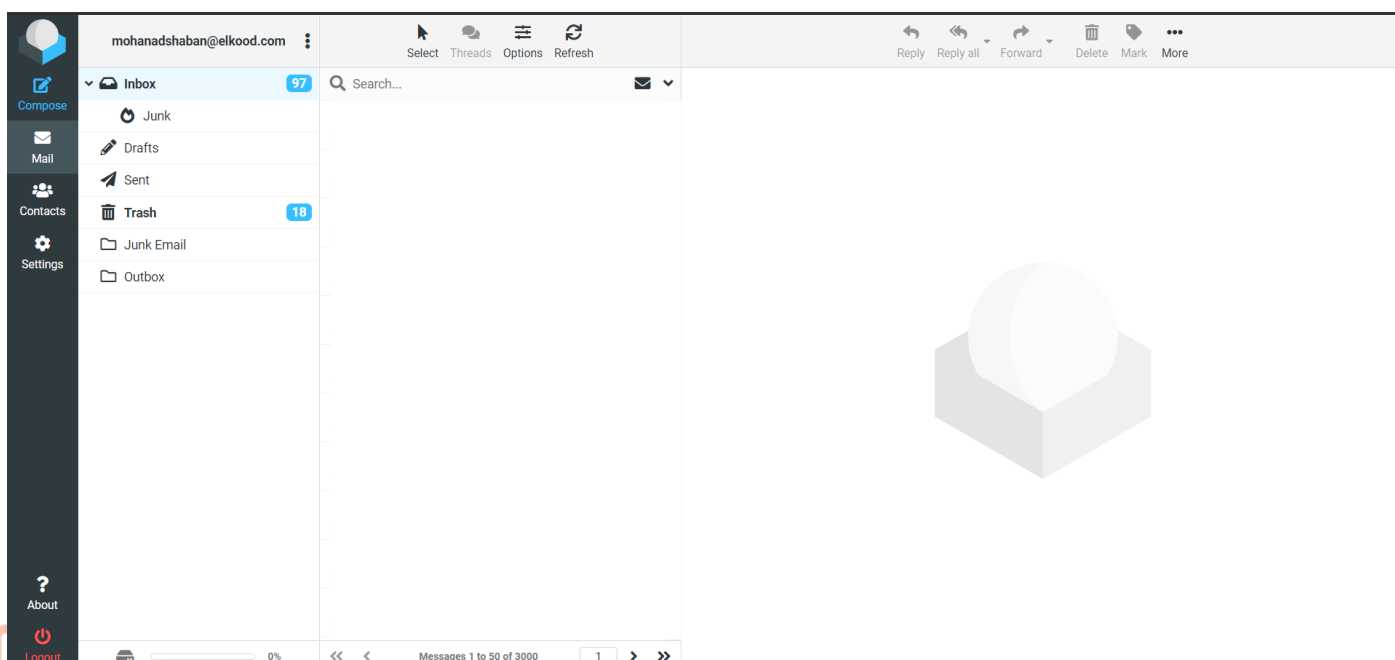 mohanadshaban@elkood.com
Select Threads Options Refresh
Reply Reply all Forward Delete Mark More
Compose
Mail
Contacts
Settings
About
Logout
Inbox 97
Junk
Drafts
Sent
Trash 18
Junk Email
Outbox
0%
Search...
Messages 1 to 50 of 3000 1